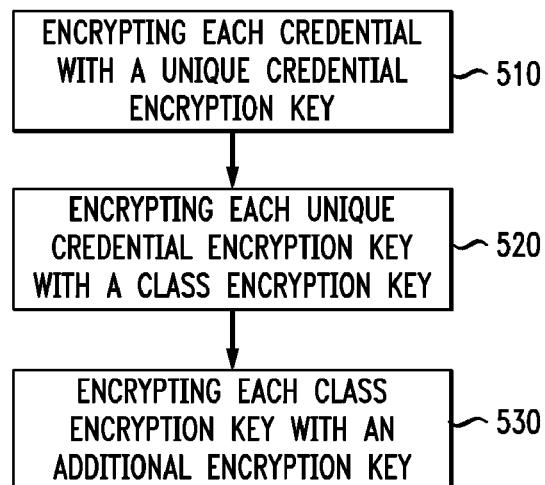 ENCRYPTING EACH CREDENTIAL
WITH A UNIQUE CREDENTIAL
ENCRYPTION KEY
510
ENCRYPTING EACH UNIQUE
CREDENTIAL ENCRYPTION KEY
WITH A CLASS ENCRYPTION KEY
520
ENCRYPTING EACH CLASS
ENCRYPTION KEY WITH AN
ADDITIONAL ENCRYPTION KEY
530